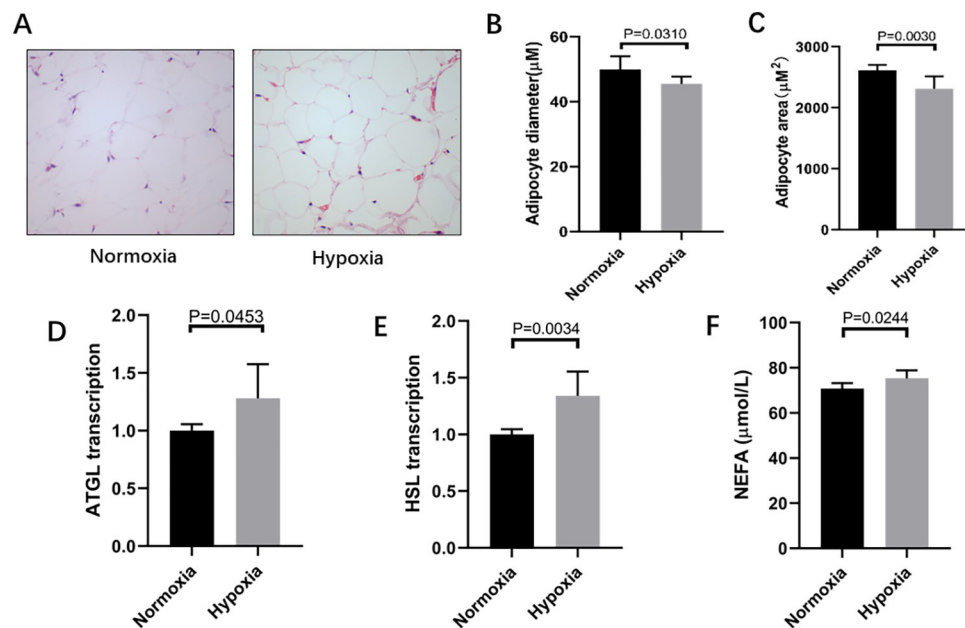 A
Normoxia
Hypoxia
B
P=0.0310
Adipocyte diameter(μM)
60
40
20
0
Normoxia
Hypoxia
C
P=0.0030
Adipocyte area (μM²)
3000
2000
1000
0
Normoxia
Hypoxia
D
P=0.0453
ATGL transcription
2.0
1.5
1.0
0.5
0.0
Normoxia
Hypoxia
E
P=0.0034
HSL transcription
2.0
1.5
1.0
0.5
0.0
Normoxia
Hypoxia
F
P=0.0244
NEFA (μmol/L)
100
80
60
40
20
0
Normoxia
Hypoxia